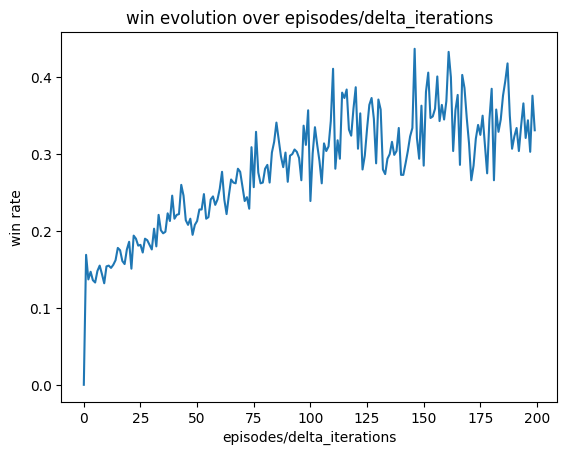 win evolution over episodes/delta_iterations
win rate
0.4
0.3
0.2
0.1
0.0
0 25 50 75 100 125 150 175 200
episodes/delta_iterations